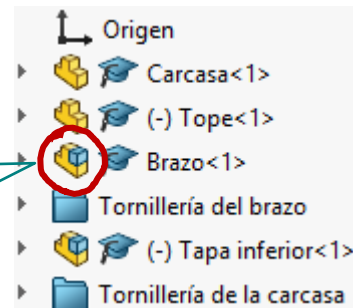 Origen
Carcasa<1>
(-) Tope<1>
Brazo<1>
Tornillería del brazo
(-) Tapa inferior<1>
Tornillería de la carcasa